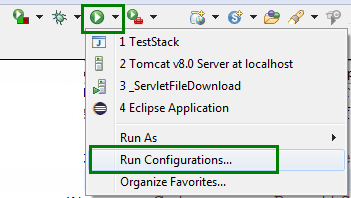 1 TestStack
2 Tomcat v8.0 Server at localhost
3 _ServletFileDownload
4 Eclipse Application
Run As
Run Configurations...
Organize Favorites...